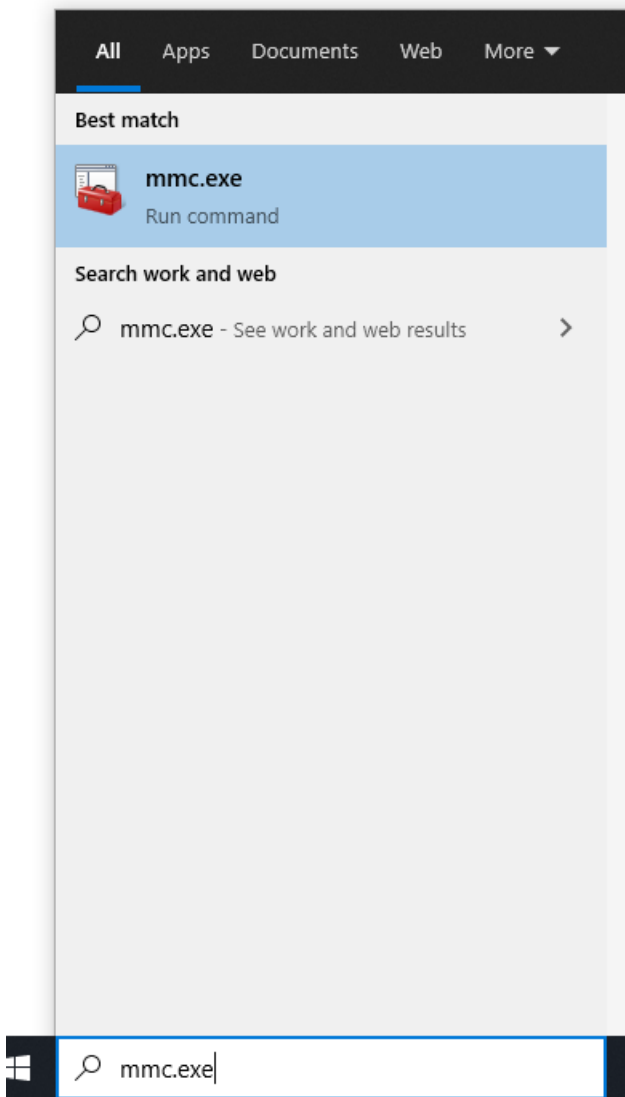 All Apps Documents Web More
Best match
mmc.exe
Run command
Search work and web
mmc.exe - See work and web results
mmc.exe